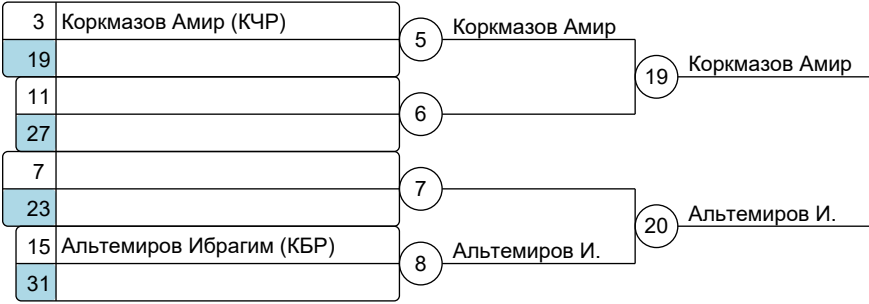 3 Коркмазов Амир (КЧР)
5 Коркмазов Амир
19
19 Коркмазов Амир
11
6
27
7
7
23
20 Альтемиров И.
15 Альтемиров Ибрагим (КБР)
8 Альтемиров И.
31